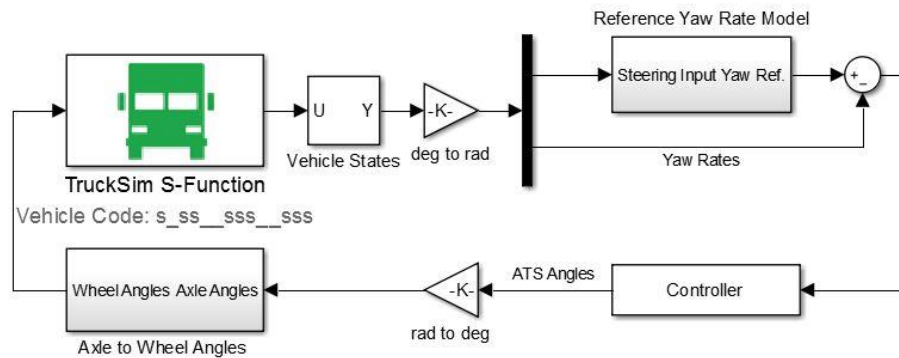 Reference Yaw Rate Model
Steering Input Yaw Ref.
+
-
U Y
-K-
Vehicle States
deg to rad
Yaw Rates
TruckSim S-Function
Vehicle Code: s_ss__sss__sss
Wheel Angles Axle Angles
Axle to Wheel Angles
-K-
rad to deg
ATS Angles
Controller